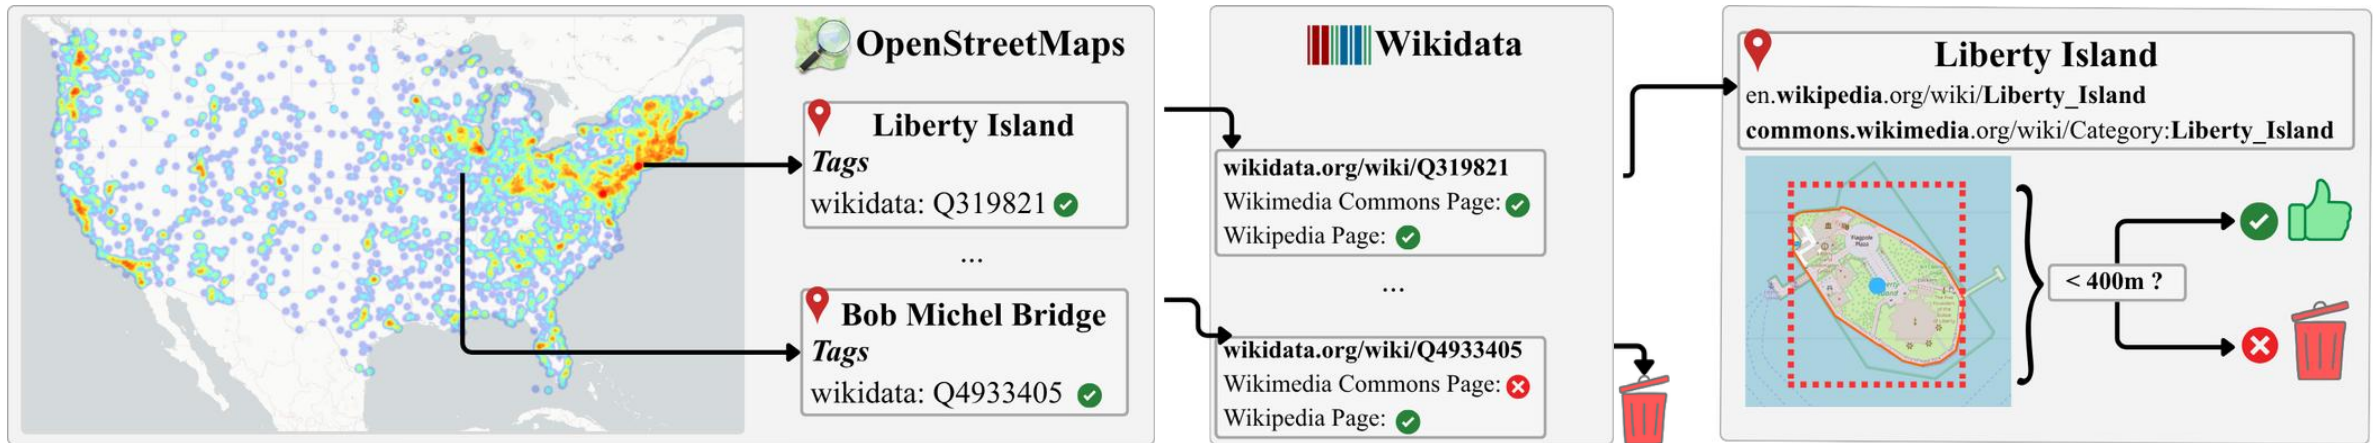 OpenStreetMaps
Liberty Island
Tags
wikidata: Q319821
...
Bob Michel Bridge
Tags
wikidata: Q4933405
Wikidata
wikidata.org/wiki/Q319821
Wikimedia Commons Page:
Wikipedia Page:
...
wikidata.org/wiki/Q4933405
Wikimedia Commons Page:
Wikipedia Page:
Liberty Island
en.wikipedia.org/wiki/Liberty_Island
commons.wikimedia.org/wiki/Category:Liberty_Island
Flagpole
Plaza
< 400m ?